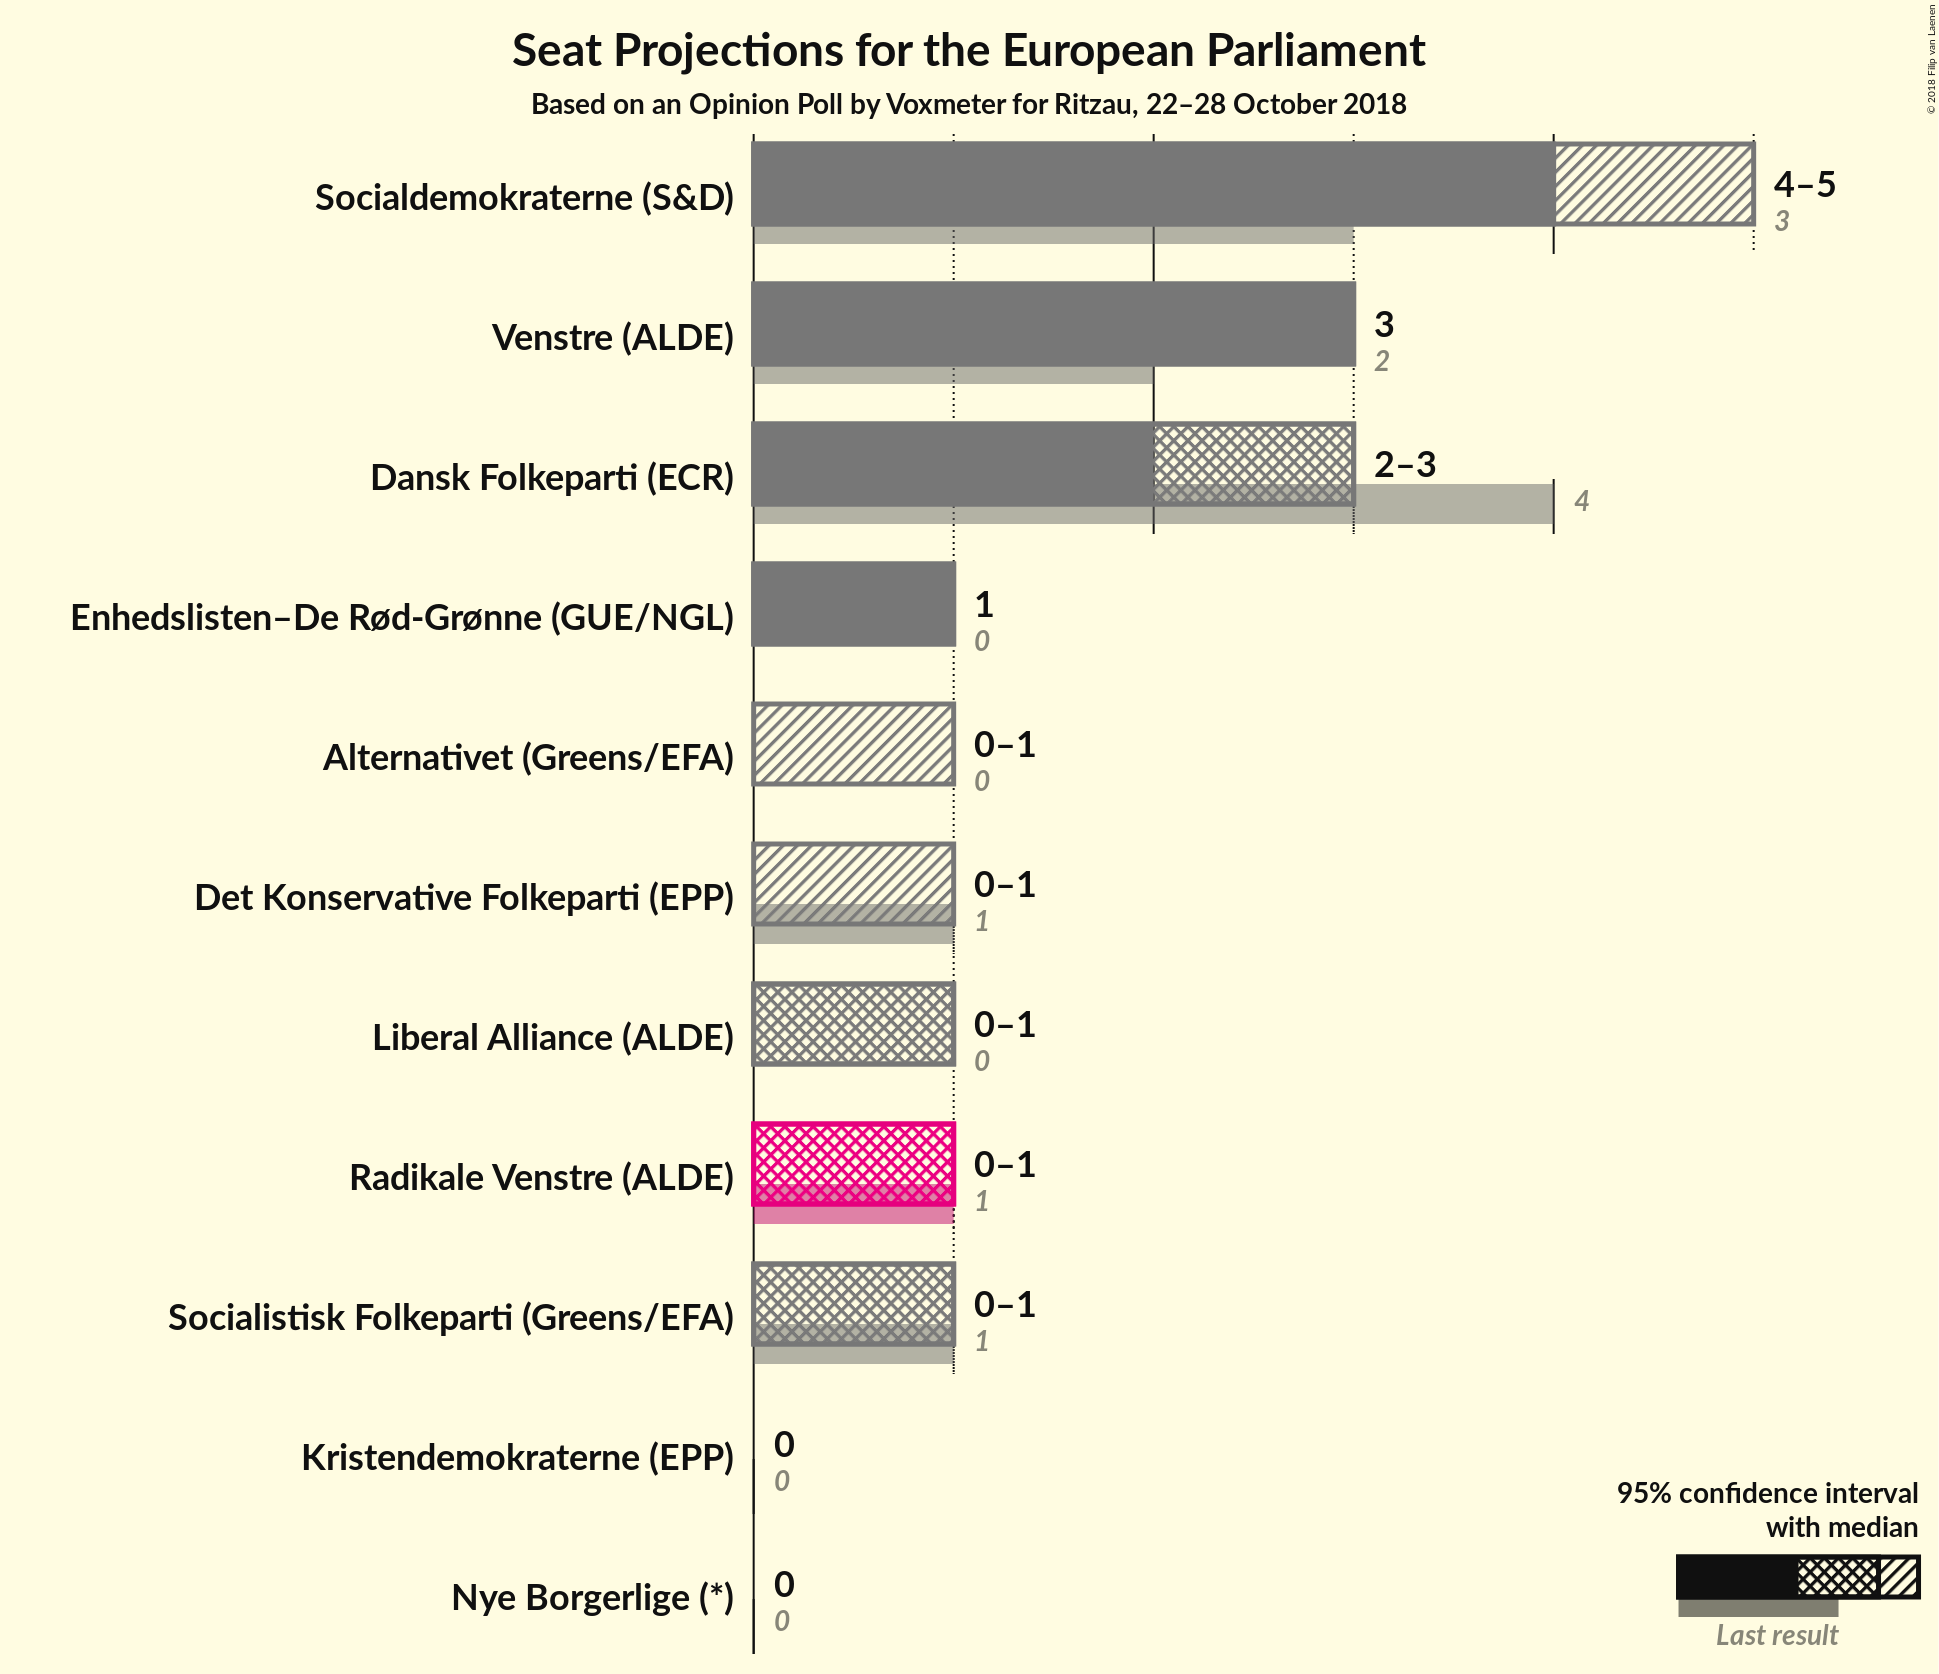 Seat Projections for the European Parliament
Based on an Opinion Poll by Voxmeter for Ritzau, 22–28 October 2018
© 2018 Filip van Laenen
Socialdemokraterne (S&D)
4–5
3
Venstre (ALDE)
3
2
Dansk Folkeparti (ECR)
2–3
4
Enhedslisten–De Rød-Grønne (GUE/NGL)
1
0
Alternativet (Greens/EFA)
0–1
0
Det Konservative Folkeparti (EPP)
0–1
1
Liberal Alliance (ALDE)
0–1
0
Radikale Venstre (ALDE)
0–1
1
Socialistisk Folkeparti (Greens/EFA)
0–1
1
Kristendemokraterne (EPP)
0
0
Nye Borgerlige (*)
0
0
95% confidence interval
with median
Last result